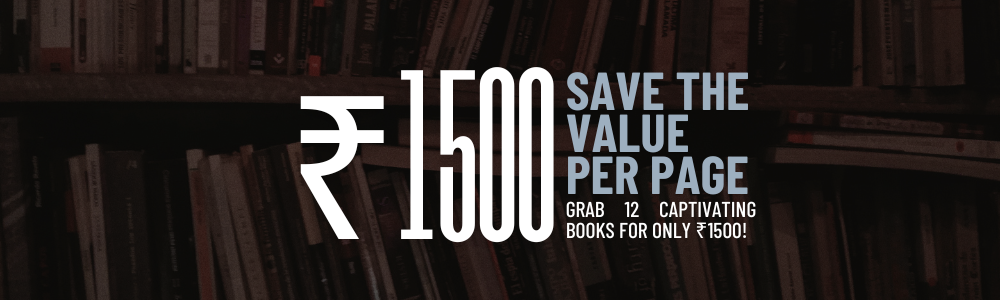 ₹ 1500
SAVE THE
VALUE
PER PAGE
GRAB 12 CAPTIVATING
BOOKS FOR ONLY ₹1500!